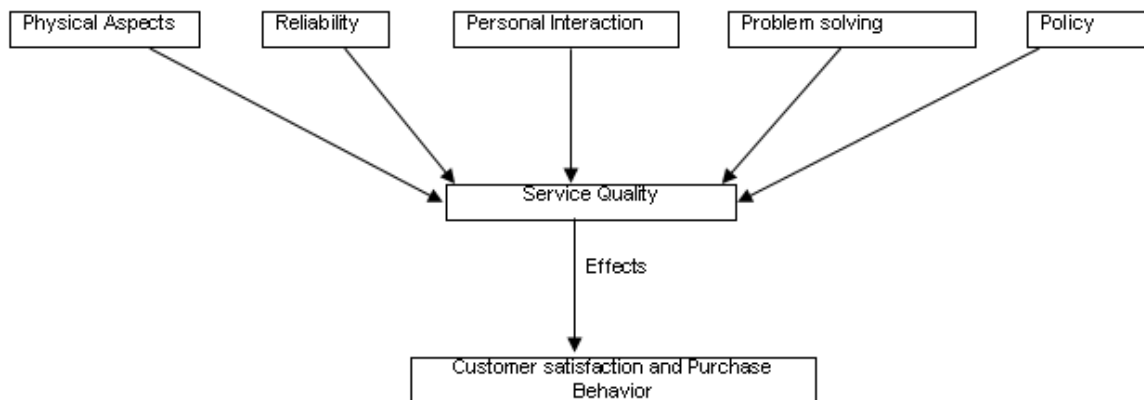 Physical Aspects
Reliability
Personal Interaction
Problem solving
Policy
Service Quality
Effects
Customer satisfaction and Purchase
Behavior